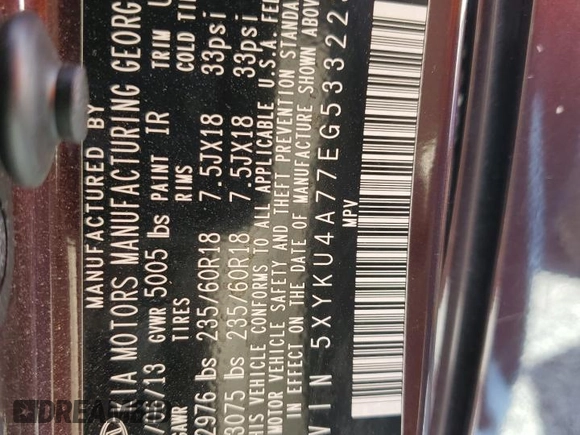 MANUFACTURED BY
KIA MOTORS MANUFACTURING GEORG
/13 GVWR 5005 lbs PAINT IR TRIM U
GAWR TIRES RIMS COLD TI
2976 lbs 235/60R18 7.5JX18 33psi
3075 lbs 235/60R18 7.5JX18 33psi
THIS VEHICLE CONFORMS TO ALL APPLICABLE U.S.A. FE
MOTOR VEHICLE SAFETY AND THEFT PREVENTION STANDA
IN EFFECT ON THE DATE OF MANUFACTURE SHOWN ABOV
VIN 5XYKU4A77EG53322
MPV
DREAMER